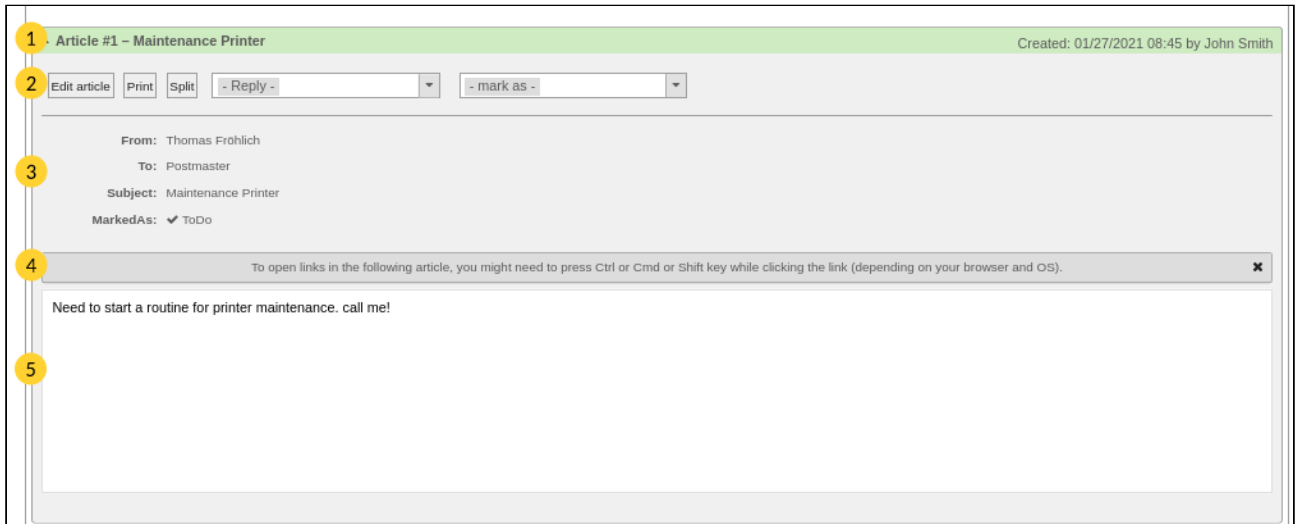 1 Article #1 – Maintenance Printer Created: 01/27/2021 08:45 by John Smith
2 Edit article Print Split - Reply - - mark as -
From: Thomas Fröhlich
3 To: Postmaster
Subject: Maintenance Printer
MarkedAs: ✔ ToDo
4 To open links in the following article, you might need to press Ctrl or Cmd or Shift key while clicking the link (depending on your browser and OS). ✖
Need to start a routine for printer maintenance. call me!
5